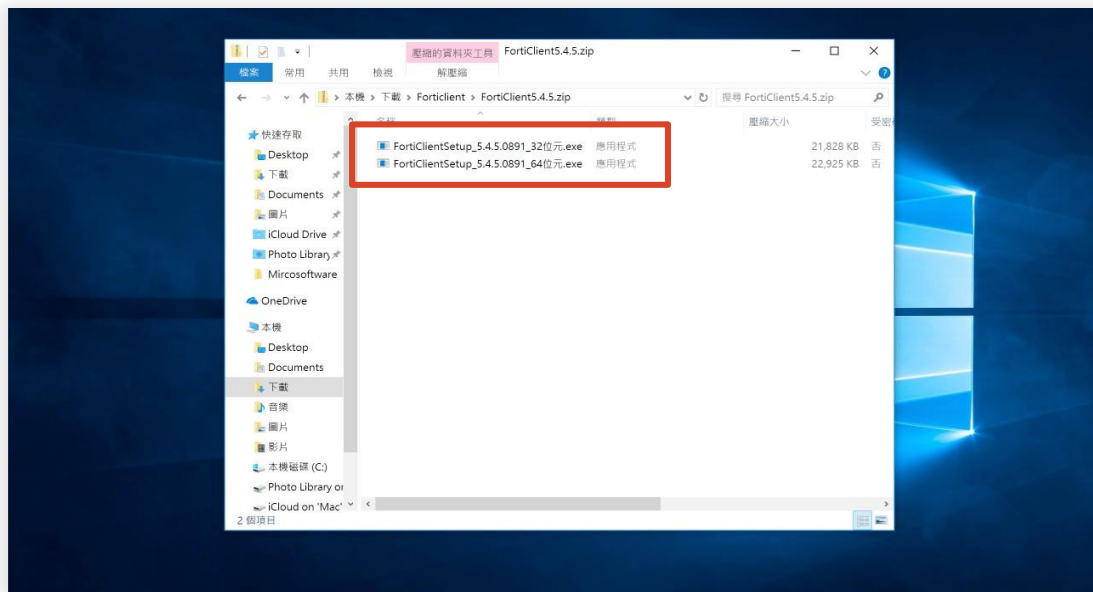 壓縮的資料夾工具 FortiClient5.4.5.zip
檔案 常用 共用 檢視 解壓縮
本機 › 下載 › Forticlient › FortiClient5.4.5.zip
搜尋 FortiClient5.4.5.zip
名稱 類型 壓縮大小 受密
FortiClientSetup_5.4.5.0891_32位元.exe 應用程式 21,828 KB 否
FortiClientSetup_5.4.5.0891_64位元.exe 應用程式 22,925 KB 否
快速存取
Desktop
下載
Documents
圖片
iCloud Drive
Photo Library
Mircosoftware
OneDrive
本機
Desktop
Documents
下載
音樂
圖片
影片
本機磁碟 (C:)
Photo Library or
iCloud on 'Mac'
2 個項目